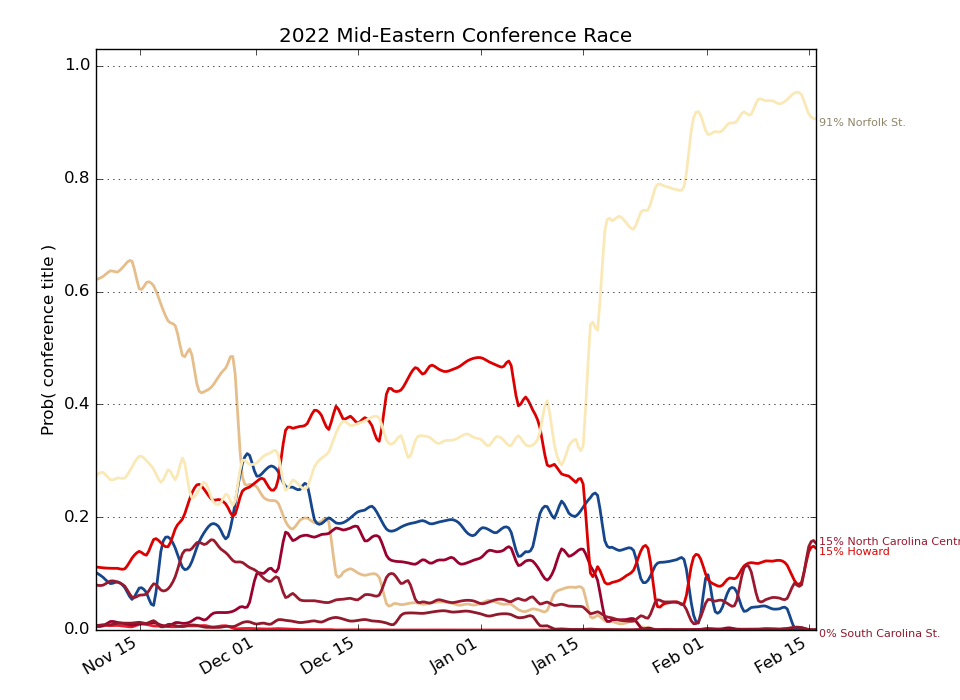 2022 Mid-Eastern Conference Race
Prob( conference title )
1.0
0.8
0.6
0.4
0.2
0.0
91% Norfolk St.
15% North Carolina Centr
15% Howard
0% South Carolina St.
Nov 15
Dec 01
Dec 15
Jan 01
Jan 15
Feb 01
Feb 15